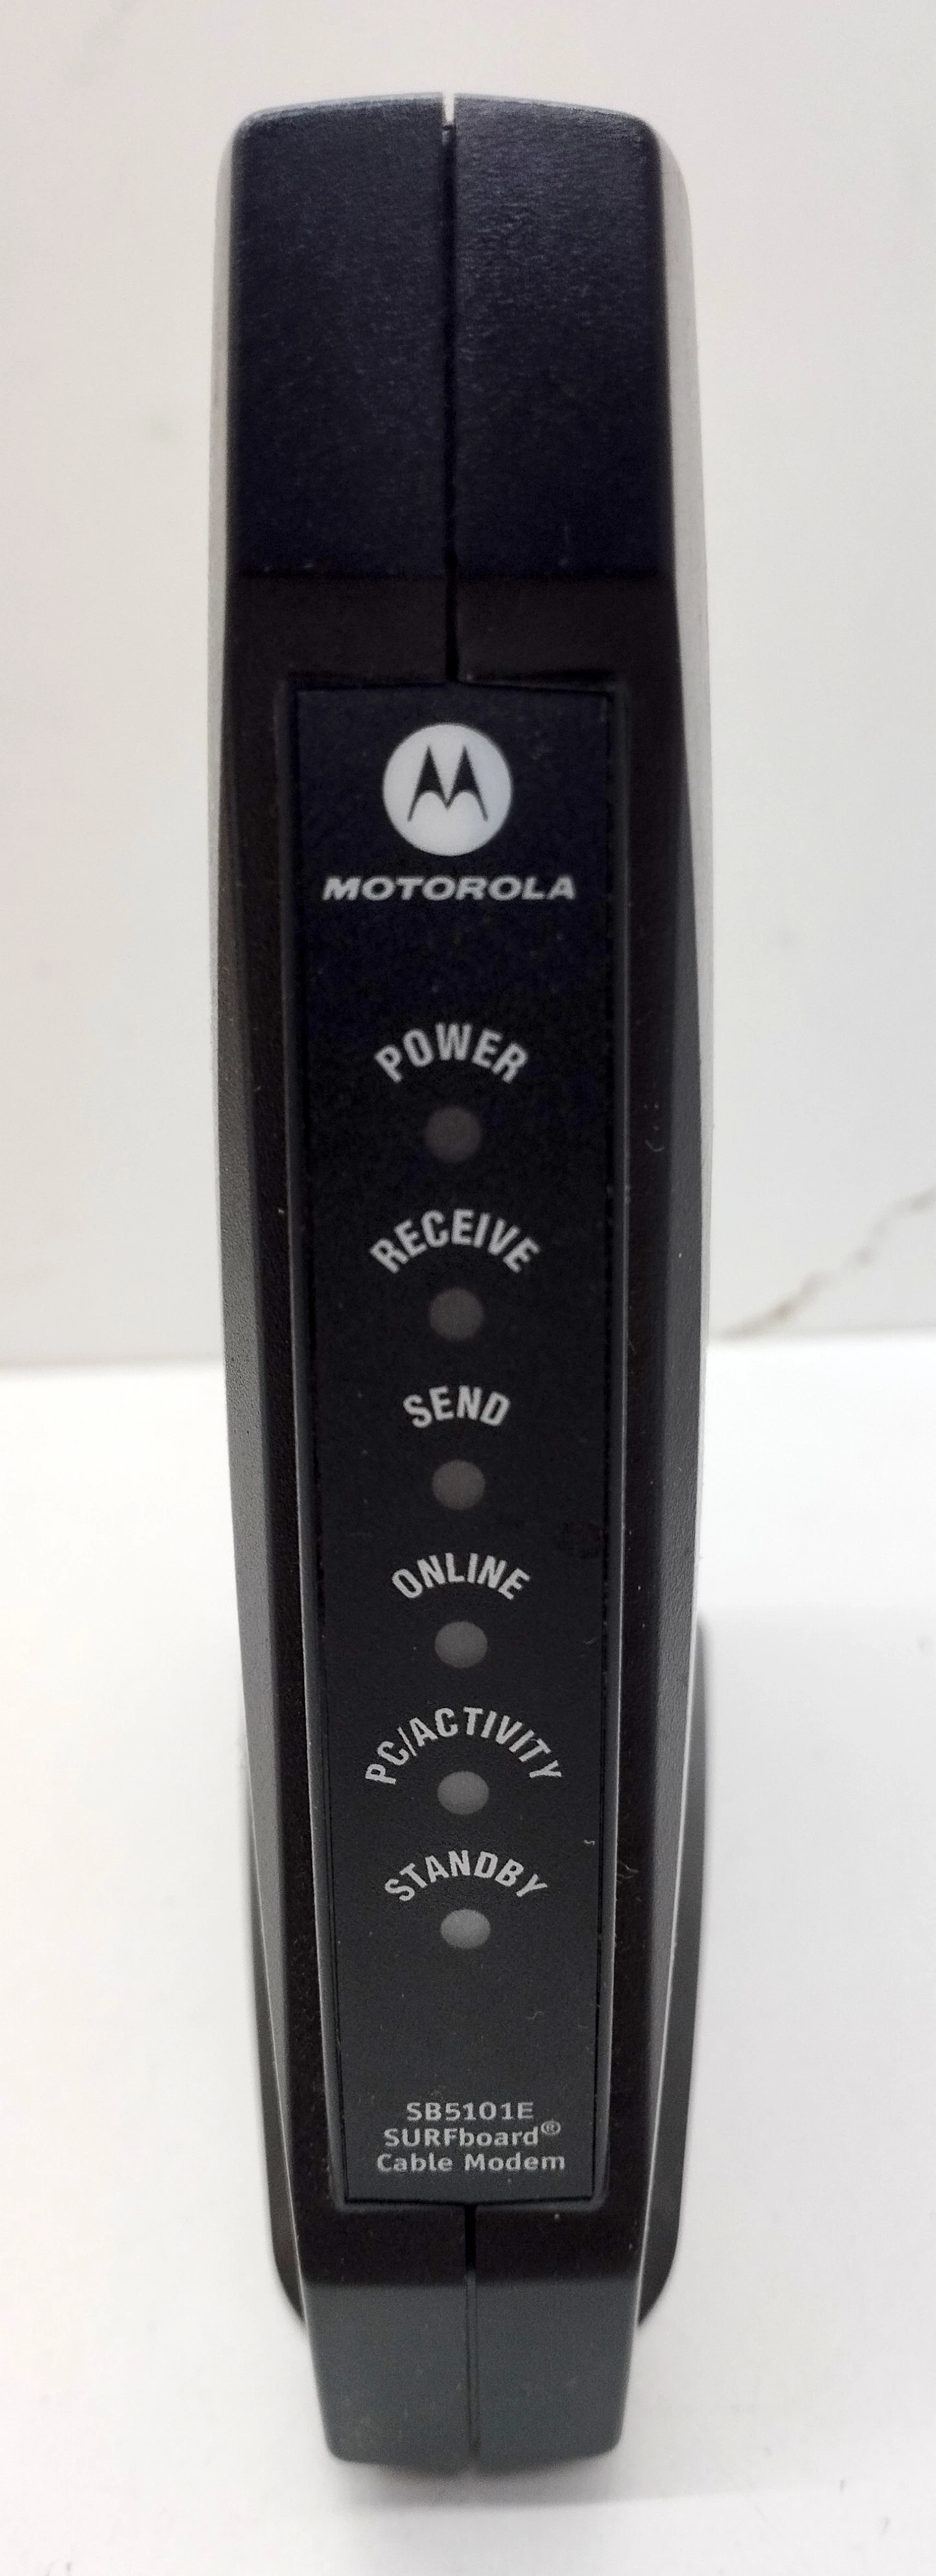 MOTOROLA
POWER
RECEIVE
SEND
ONLINE
PC/ACTIVITY
STANDBY
SB5101E
SURFboard®
Cable Modem